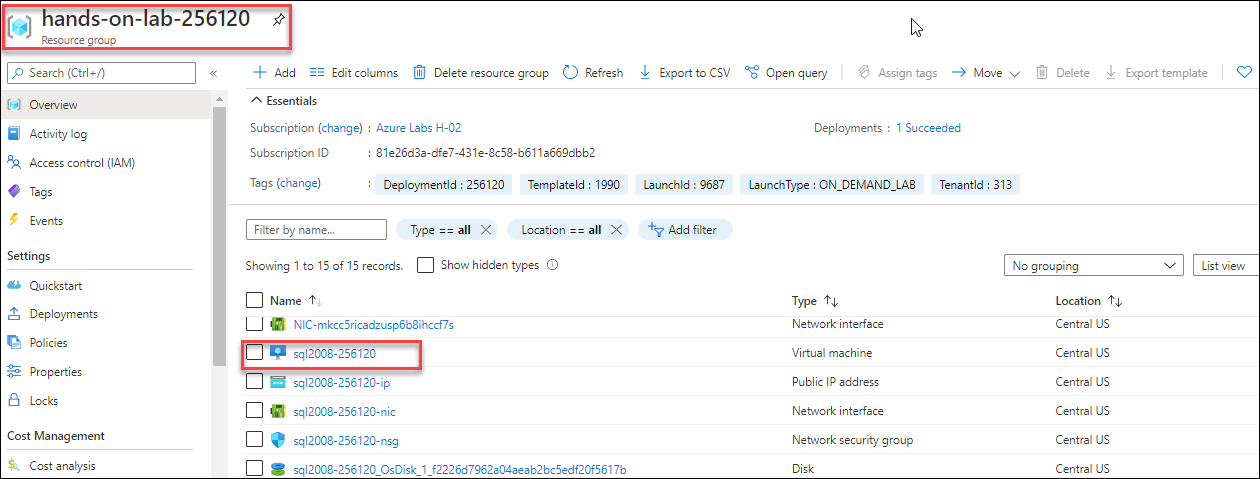 hands-on-lab-256120
Resource group
Search (Ctrl+/)
«
Overview
Activity log
Access control (IAM)
Tags
Events
Settings
Quickstart
Deployments
Policies
Properties
Locks
Cost Management
Cost analysis
Add Edit columns Delete resource group Refresh Export to CSV Open query Assign tags Move Delete Export template
Essentials
Subscription (change) : Azure Labs H-02 Deployments : 1 Succeeded
Subscription ID : 81e26d3a-dfe7-431e-8c58-b611a669dbb2
Tags (change) : DeploymentId : 256120 TemplateId : 1990 LaunchId : 9687 LaunchType : ON_DEMAND_LAB TenantId : 313
Filter by name... Type == all Location == all Add filter
Showing 1 to 15 of 15 records. Show hidden types No grouping List view
Name Type Location
NIC-mkcc5ricadzusp6b8ihccf7s Network interface Central US
sql2008-256120 Virtual machine Central US
sql2008-256120-ip Public IP address Central US
sql2008-256120-nic Network interface Central US
sql2008-256120-nsg Network security group Central US
sql2008-256120_OsDisk_1_f2226d7962a04aeab2bc5edf20f5617b Disk Central US